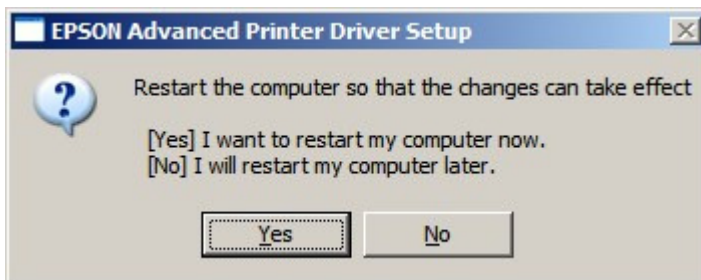 EPSON Advanced Printer Driver Setup
Restart the computer so that the changes can take effect
[Yes] I want to restart my computer now.
[No] I will restart my computer later.
Yes No